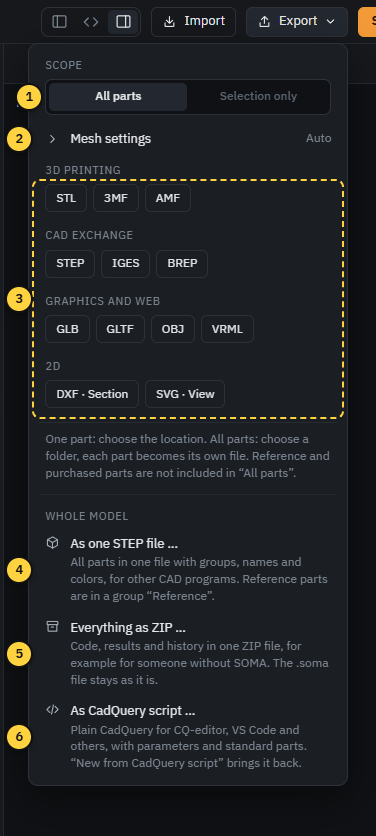 Import
Export
S
SCOPE
1
All parts
Selection only
2
Mesh settings
Auto
3D PRINTING
STL
3MF
AMF
CAD EXCHANGE
STEP
IGES
BREP
3
GRAPHICS AND WEB
GLB
GLTF
OBJ
VRML
2D
DXF · Section
SVG · View
One part: choose the location. All parts: choose a
folder, each part becomes its own file. Reference and
purchased parts are not included in “All parts”.
WHOLE MODEL
4
As one STEP file ...
All parts in one file with groups, names and
colors, for other CAD programs. Reference parts
are in a group “Reference”.
5
Everything as ZIP ...
Code, results and history in one ZIP file, for
example for someone without SOMA. The .soma
file stays as it is.
6
As CadQuery script ...
Plain CadQuery for CQ-editor, VS Code and
others, with parameters and standard parts.
“New from CadQuery script” brings it back.